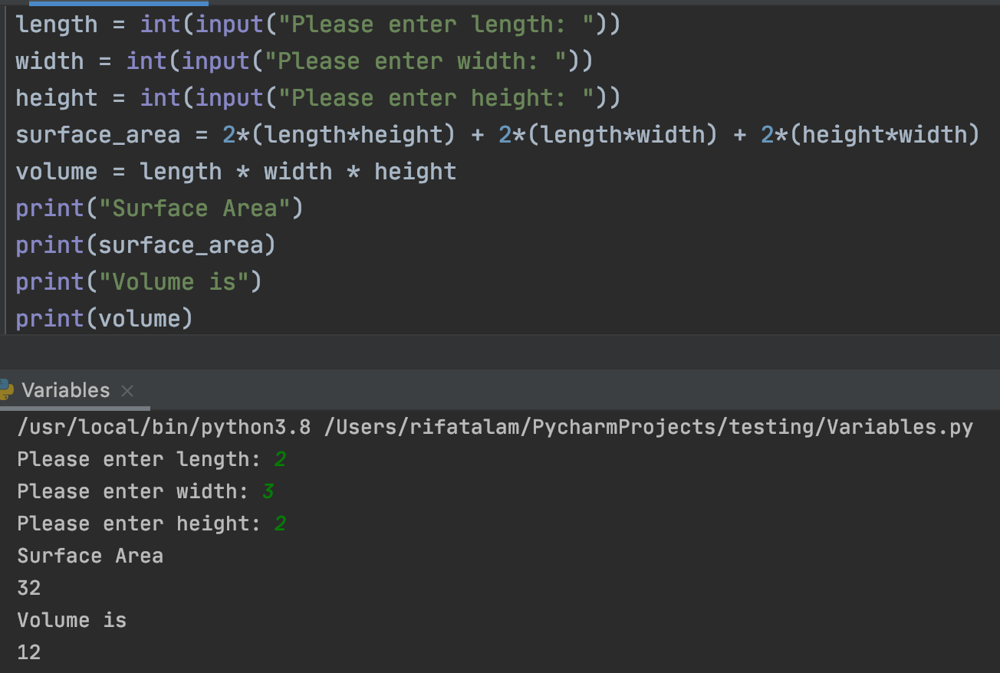 length = int(input("Please enter length: "))
width = int(input("Please enter width: "))
height = int(input("Please enter height: "))
surface_area = 2*(length*height) + 2*(length*width) + 2*(height*width)
volume = length * width * height
print("Surface Area")
print(surface_area)
print("Volume is")
print(volume)
Variables ×
/usr/local/bin/python3.8 /Users/rifatalam/PycharmProjects/testing/Variables.py
Please enter length: 2
Please enter width: 3
Please enter height: 2
Surface Area
32
Volume is
12